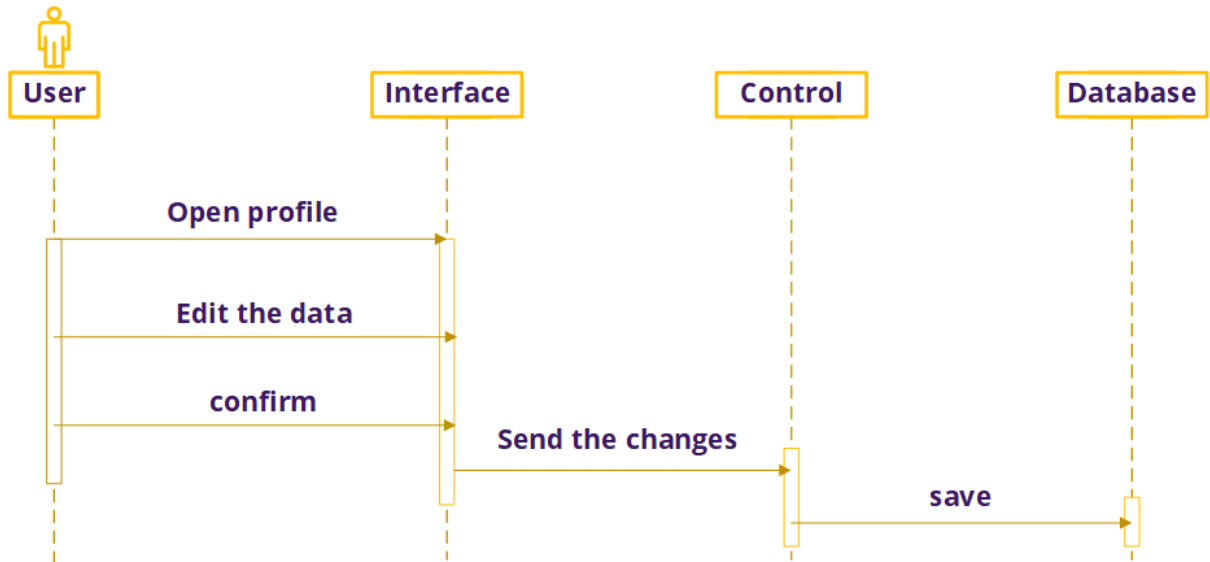 User
Interface
Control
Database
Open profile
Edit the data
confirm
Send the changes
save